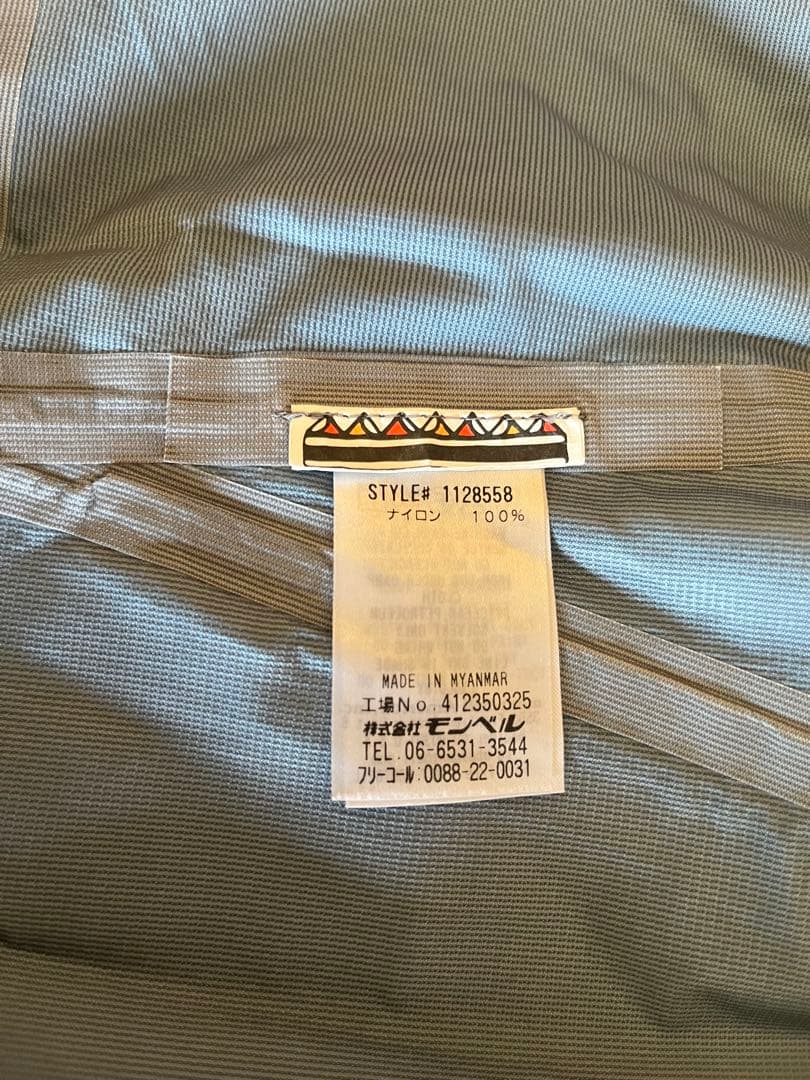 STYLE# 1128558
ナイロン 100%
MADE IN MYANMAR
工場No.412350325
株式会社 モンベル
TEL.06-6531-3544
フリーコール:0088-22-0031